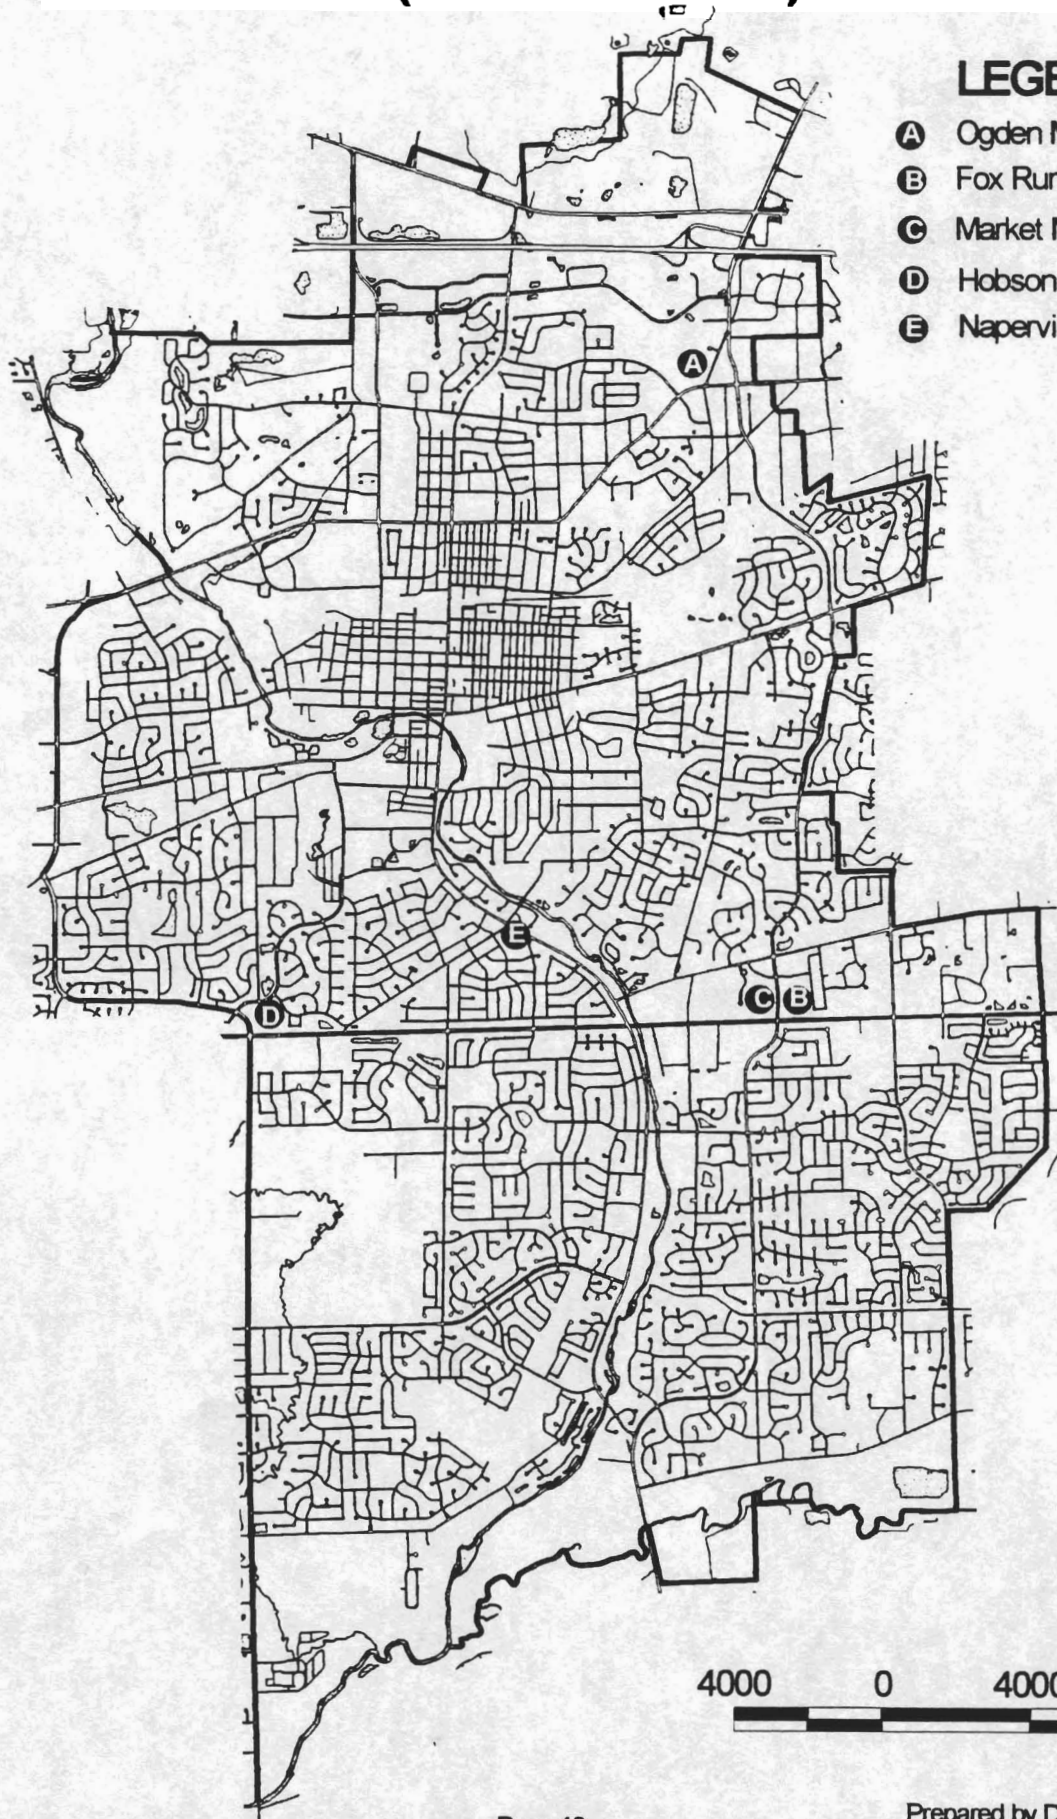 LEGE
A Ogden
B Fox Run
C Market
D Hobson
E Napervi
A
E
C B
D
4000 0 4000
Prepared by